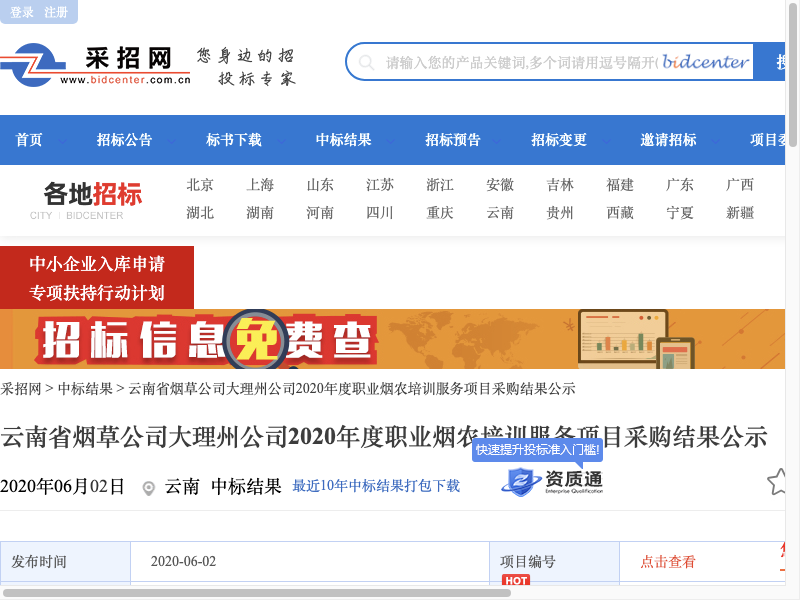 登录 注册
采招网
www.bidcenter.com.cn
您身边的招
投标专家
请输入您的产品关键词,多个词请用逗号隔开( bidcenter
首页 招标公告 标书下载 中标结果 招标预告 招标变更 邀请招标 项目委
各地招标
CITY | BIDCENTER
北京 上海 山东 江苏 浙江 安徽 吉林 福建 广东 广西
湖北 湖南 河南 四川 重庆 云南 贵州 西藏 宁夏 新疆
中小企业入库申请
专项扶持行动计划
招标信息免费查
采招网 > 中标结果 > 云南省烟草公司大理州公司2020年度职业烟农培训服务项目采购结果公示
云南省烟草公司大理州公司2020年度职业烟农培训服务项目采购结果公示
快速提升投标准入门槛!
2020年06月02日 云南 中标结果 最近10年中标结果打包下载 资质通
Enterprise Qualification
发布时间 2020-06-02 项目编号 点击查看
HOT